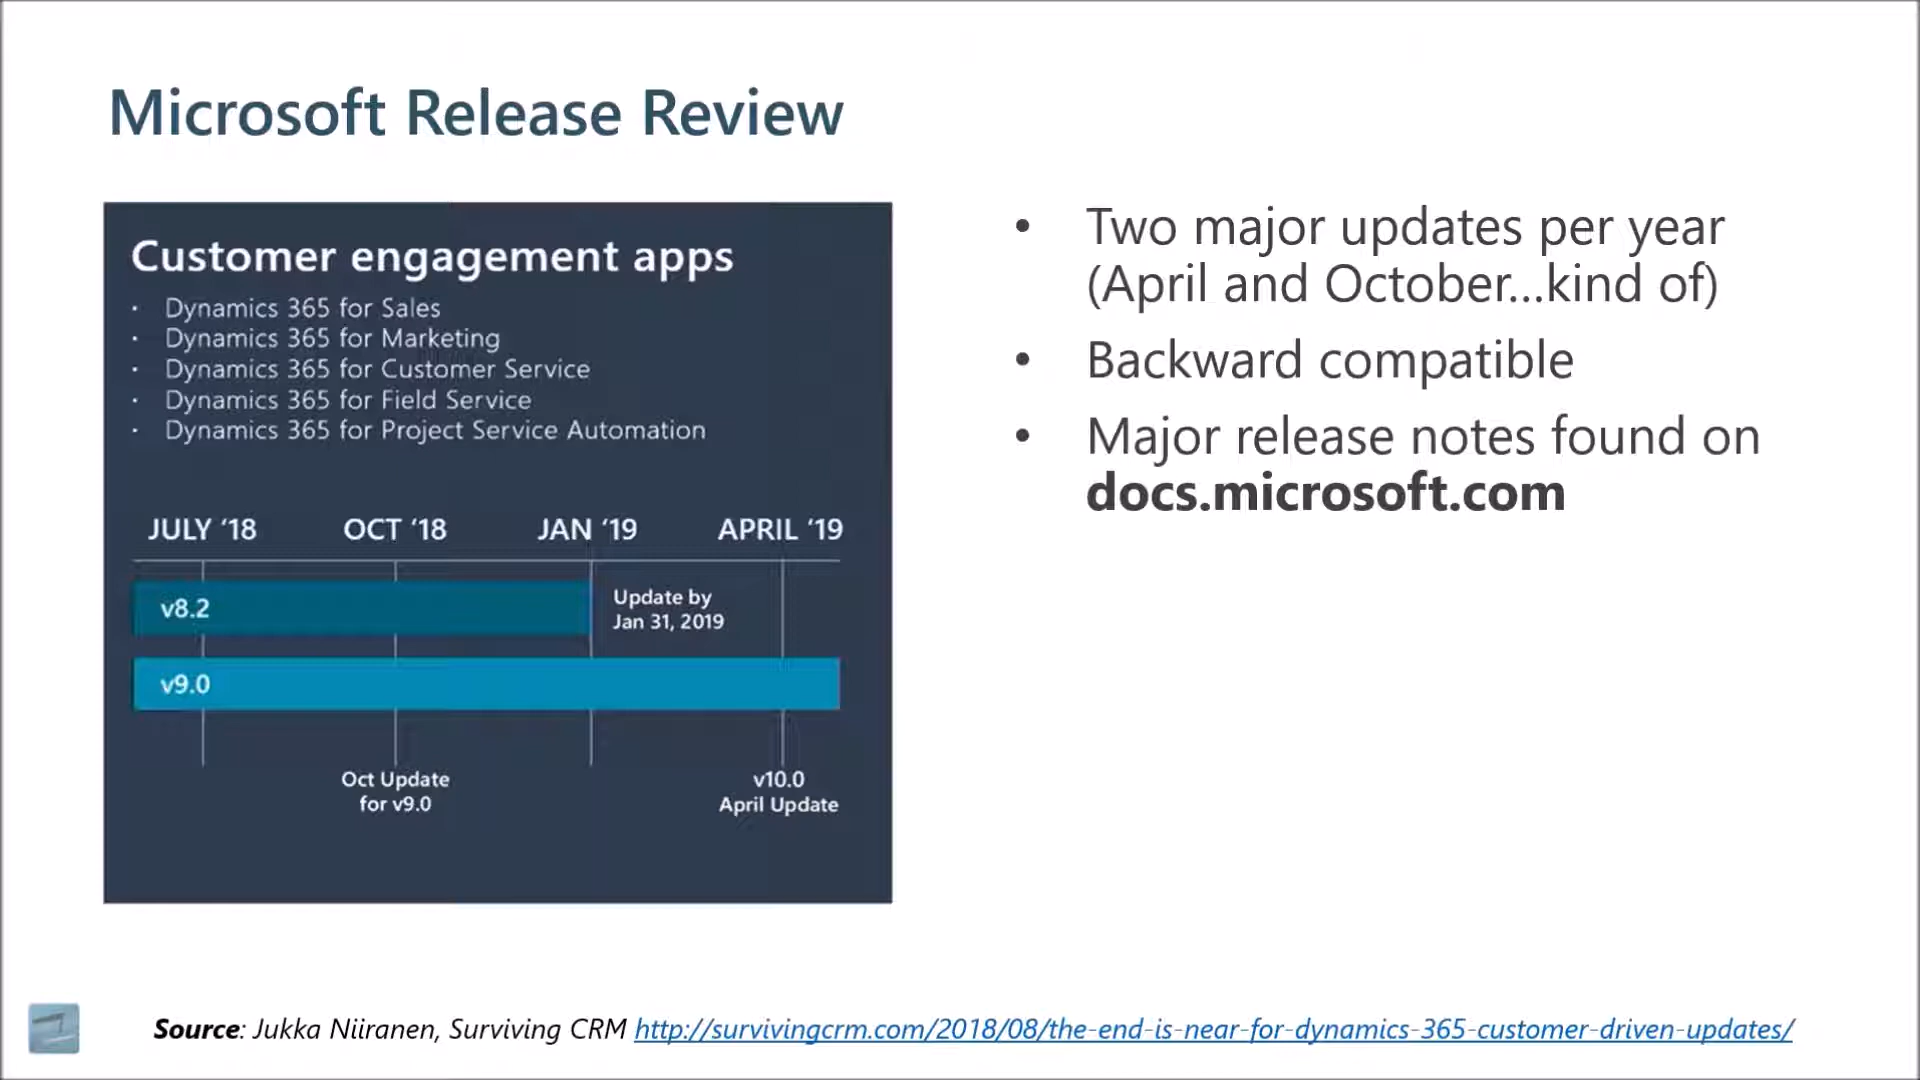 Microsoft Release Review
Customer engagement apps
· Dynamics 365 for Sales
· Dynamics 365 for Marketing
· Dynamics 365 for Customer Service
· Dynamics 365 for Field Service
· Dynamics 365 for Project Service Automation
JULY ‘18 OCT ‘18 JAN ‘19 APRIL ‘19
v8.2
Update by
Jan 31, 2019
v9.0
Oct Update
for v9.0
v10.0
April Update
• Two major updates per year
(April and October...kind of)
• Backward compatible
• Major release notes found on
docs.microsoft.com
Source: Jukka Niiranen, Surviving CRM http://survivingcrm.com/2018/08/the-end-is-near-for-dynamics-365-customer-driven-updates/